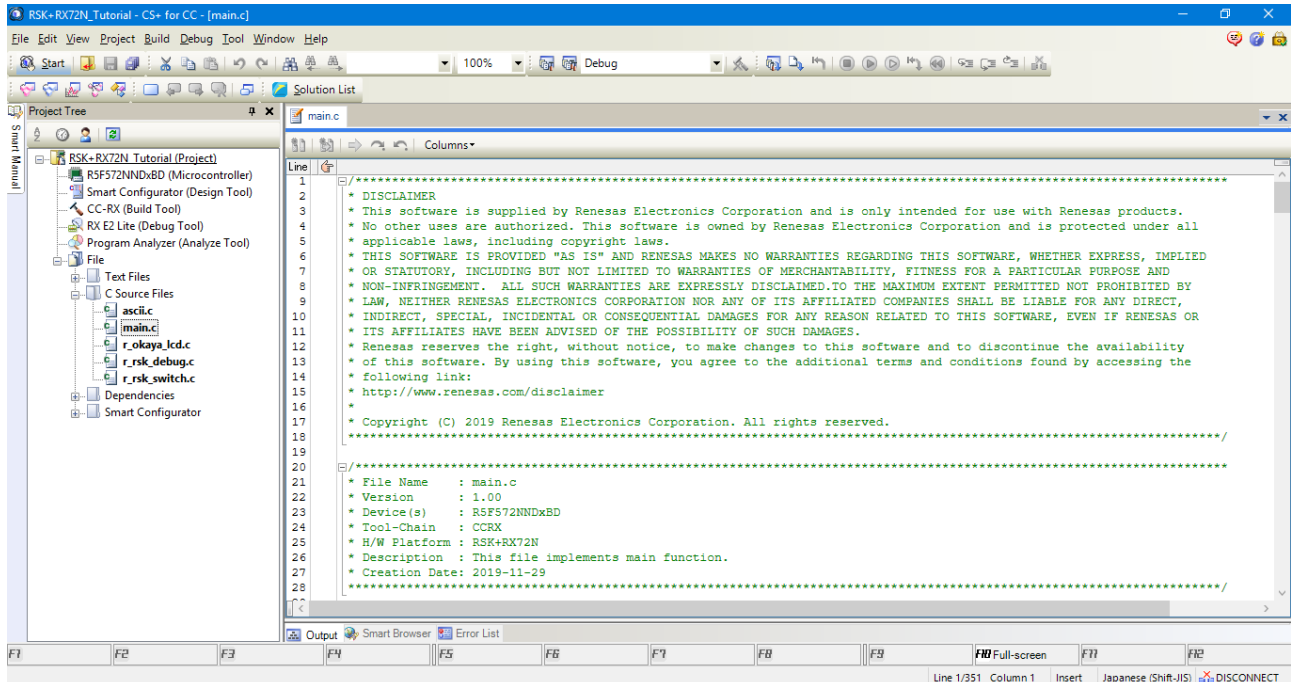 RSK+RX72N_Tutorial - CS+ for CC - [main.c]
File Edit View Project Build Debug Tool Window Help
Start 100% Debug
Solution List
Project Tree
main.c
Smart Manual
Columns
RSK+RX72N_Tutorial (Project)
R5F572NNDxBD (Microcontroller)
Smart Configurator (Design Tool)
CC-RX (Build Tool)
RX E2 Lite (Debug Tool)
Program Analyzer (Analyze Tool)
File
Text Files
C Source Files
ascii.c
main.c
r_okaya_lcd.c
r_rsk_debug.c
r_rsk_switch.c
Dependencies
Smart Configurator
Line
1 /***********************************************************************************************************************
2 * DISCLAIMER
3 * This software is supplied by Renesas Electronics Corporation and is only intended for use with Renesas products.
4 * No other uses are authorized. This software is owned by Renesas Electronics Corporation and is protected under all
5 * applicable laws, including copyright laws.
6 * THIS SOFTWARE IS PROVIDED "AS IS" AND RENESAS MAKES NO WARRANTIES REGARDING THIS SOFTWARE, WHETHER EXPRESS, IMPLIED
7 * OR STATUTORY, INCLUDING BUT NOT LIMITED TO WARRANTIES OF MERCHANTABILITY, FITNESS FOR A PARTICULAR PURPOSE AND
8 * NON-INFRINGEMENT.  ALL SUCH WARRANTIES ARE EXPRESSLY DISCLAIMED.TO THE MAXIMUM EXTENT PERMITTED NOT PROHIBITED BY
9 * LAW, NEITHER RENESAS ELECTRONICS CORPORATION NOR ANY OF ITS AFFILIATED COMPANIES SHALL BE LIABLE FOR ANY DIRECT,
10 * INDIRECT, SPECIAL, INCIDENTAL OR CONSEQUENTIAL DAMAGES FOR ANY REASON RELATED TO THIS SOFTWARE, EVEN IF RENESAS OR
11 * ITS AFFILIATES HAVE BEEN ADVISED OF THE POSSIBILITY OF SUCH DAMAGES.
12 * Renesas reserves the right, without notice, to make changes to this software and to discontinue the availability
13 * of this software. By using this software, you agree to the additional terms and conditions found by accessing the
14 * following link:
15 * http://www.renesas.com/disclaimer
16 *
17 * Copyright (C) 2019 Renesas Electronics Corporation. All rights reserved.
18 ***********************************************************************************************************************/
19
20 /***********************************************************************************************************************
21 * File Name    : main.c
22 * Version      : 1.00
23 * Device(s)    : R5F572NNDxBD
24 * Tool-Chain   : CCRX
25 * H/W Platform : RSK+RX72N
26 * Description  : This file implements main function.
27 * Creation Date: 2019-11-29
28 ***********************************************************************************************************************/
Output Smart Browser Error List
F1 F2 F3 F4 F5 F6 F7 F8 F9 F10 Full-screen F11 F12
Line 1/351 Column 1 Insert Japanese (Shift-JIS) DISCONNECT